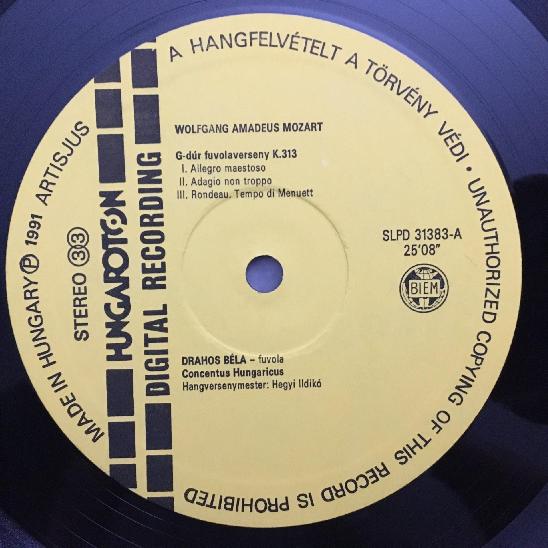 A HANGFELVÉTELT A TÖRVÉNY VÉDI • UNAUTHORIZED COPYING OF THIS RECORD IS PROHIBITED
MADE IN HUNGARY Ⓟ 1991 ARTISJUS
STEREO 33
HUNGAROTON
DIGITAL RECORDING
WOLFGANG AMADEUS MOZART
G-dúr fuvolaverseny K.313
I. Allegro maestoso
II. Adagio non troppo
III. Rondeau. Tempo di Menuett
SLPD 31383-A
25'08"
BIEM
DRAHOS BÉLA – fuvola
Concentus Hungaricus
Hangversenymester: Hegyi Ildikó